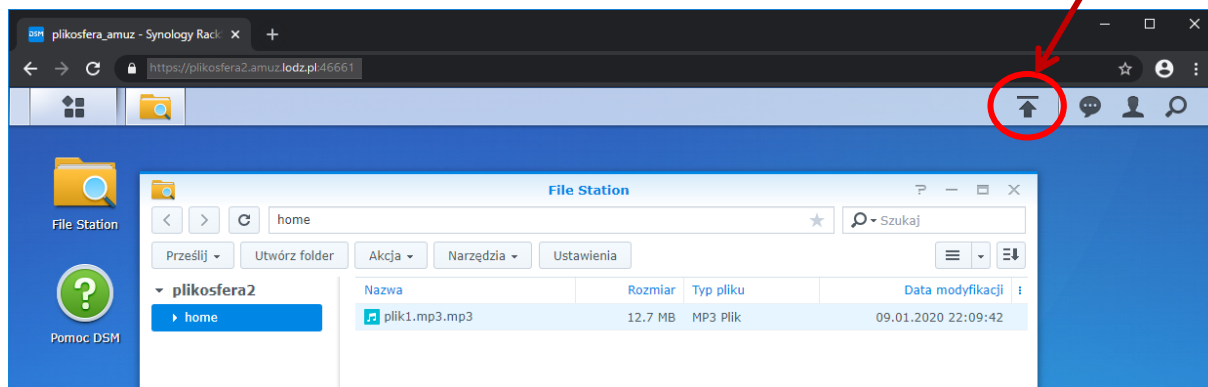 DSM plikosfera_amuz - Synology Rack
https://plikosfera2.amuz.lodz.pl:46661
File Station
File Station
home
Szukaj
Prześlij Utwórz folder Akcja Narzędzia Ustawienia
plikosfera2
Nazwa Rozmiar Typ pliku Data modyfikacji
home
plik1.mp3.mp3 12.7 MB MP3 Plik 09.01.2020 22:09:42
Pomoc DSM